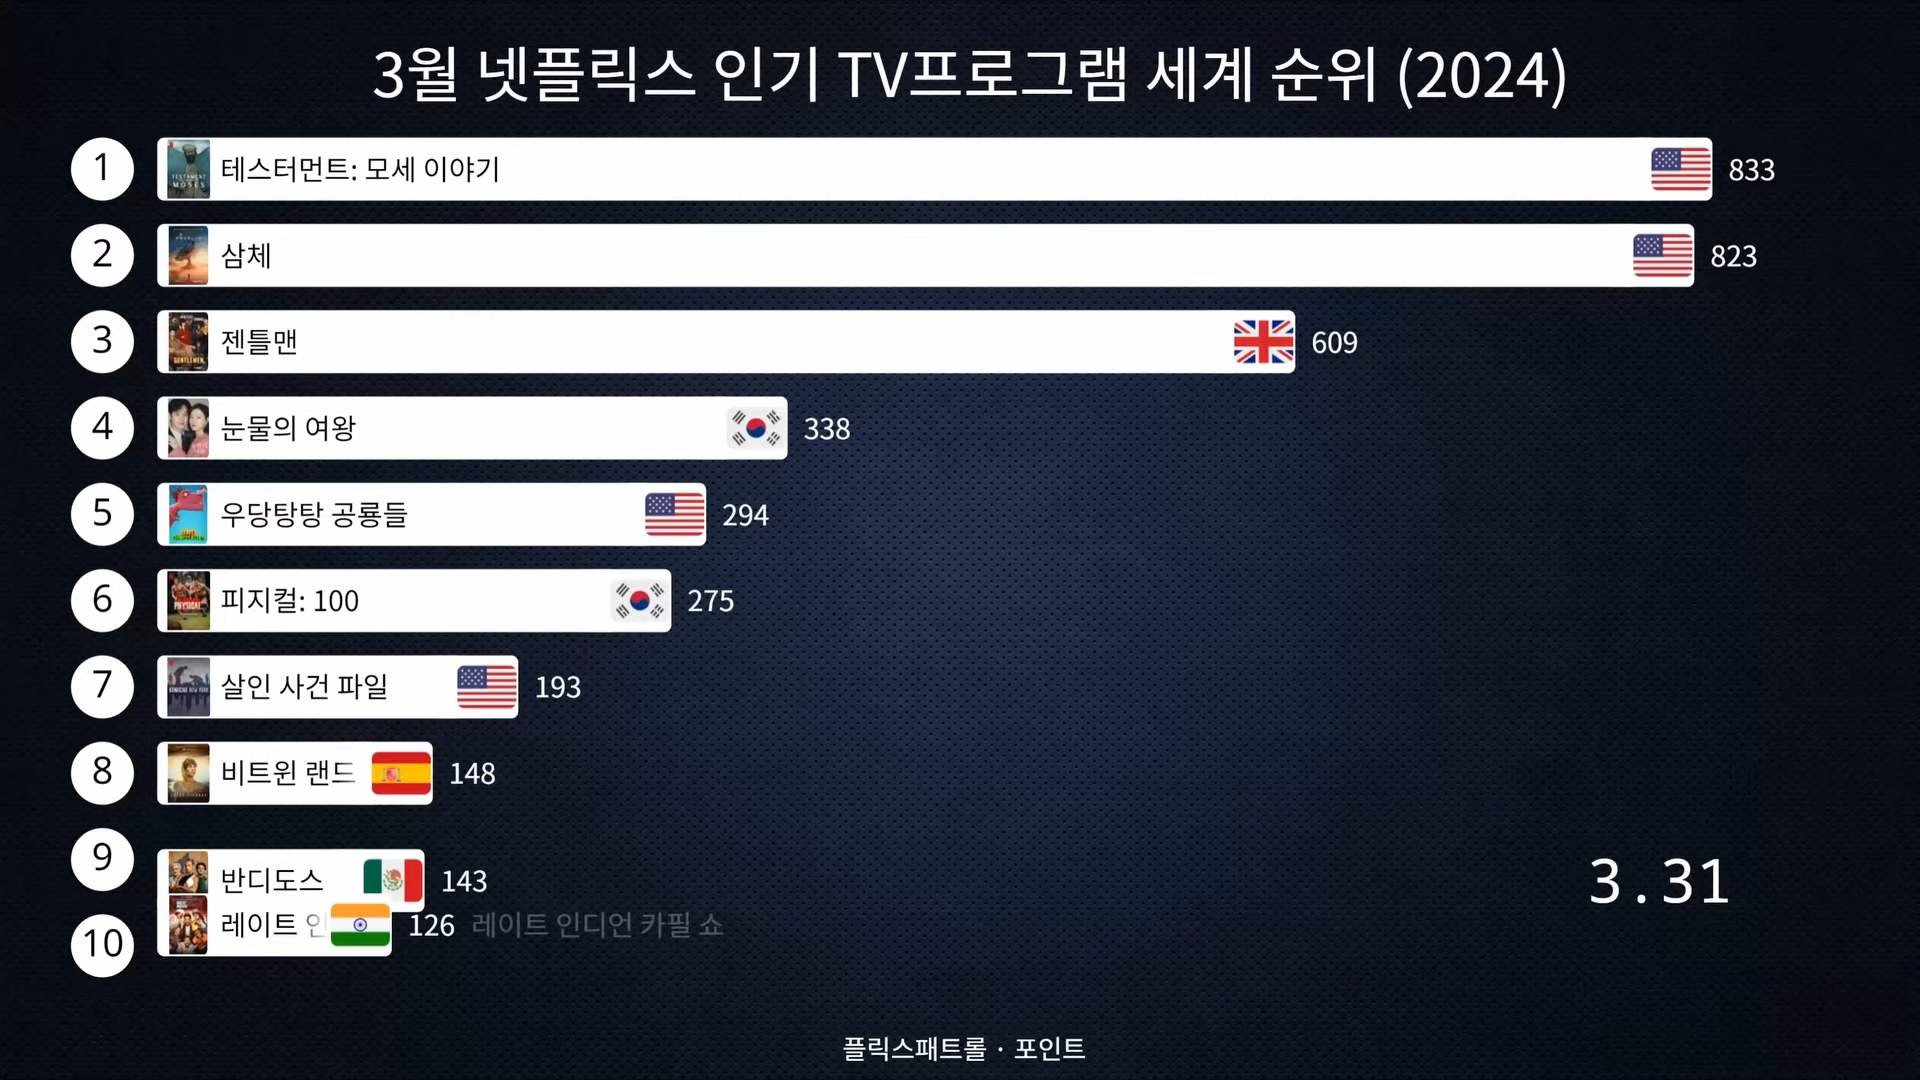 3월 넷플릭스 인기 TV프로그램 세계 순위 (2024)
1 TESTAMENT MOSES 테스터먼트: 모세 이야기 833
2 삼체 823
3 GENTLEMEN 젠틀맨 609
4 눈물의 여왕 338
5 우당탕탕 공룡들 294
6 PHYSICAL 피지컬: 100 275
7 살인 사건 파일 193
8 비트윈 랜드 148
9 반디도스 143
10 레이트 인 126 레이트 인디언 카필 쇼
3.31
플릭스패트롤 · 포인트